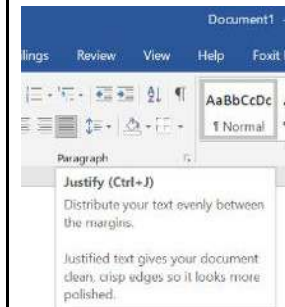 Document1 -
lings Review View Help Foxit
AaBbCcDc
¶ Normal
Paragraph
Justify (Ctrl+J)
Distribute your text evenly between
the margins.
Justified text gives your document
clean, crisp edges so it looks more
polished.